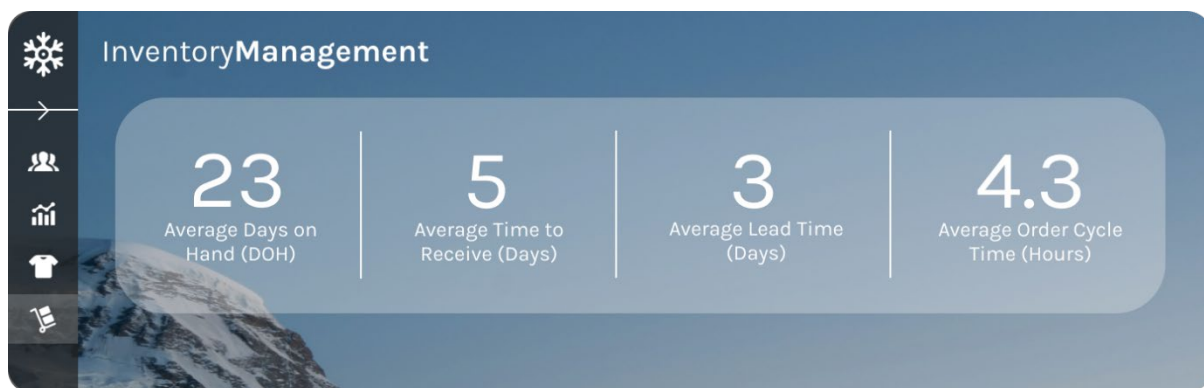 InventoryManagement
23
Average Days on
Hand (DOH)
5
Average Time to
Receive (Days)
3
Average Lead Time
(Days)
4.3
Average Order Cycle
Time (Hours)